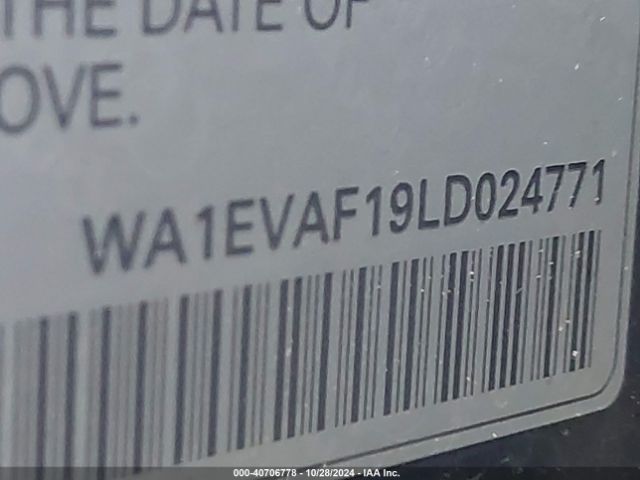 THE DATE OF
OVE.
WA1EVAF19LD024771
000-40706778 - 10/28/2024 - IAA Inc.